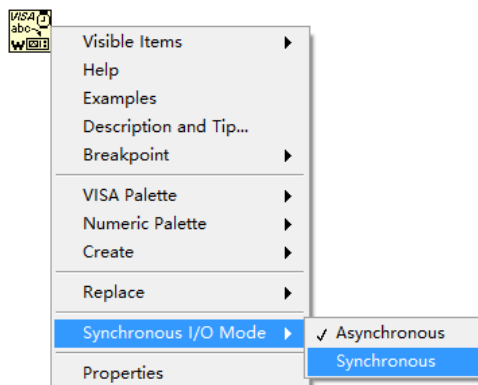 VISA
abc
W
Visible Items
Help
Examples
Description and Tip...
Breakpoint
VISA Palette
Numeric Palette
Create
Replace
Synchronous I/O Mode
Asynchronous
Synchronous
Properties